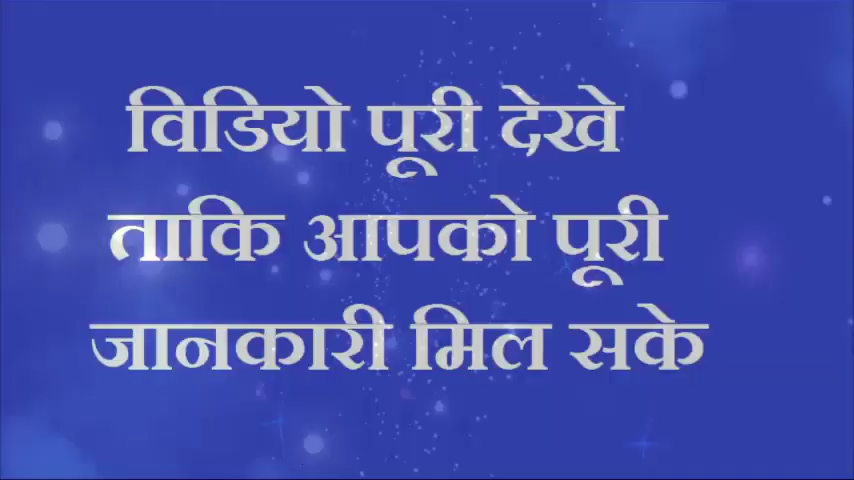 विडियो पूरी देखे
ताकि आपको पूरी
जानकारी मिल सके